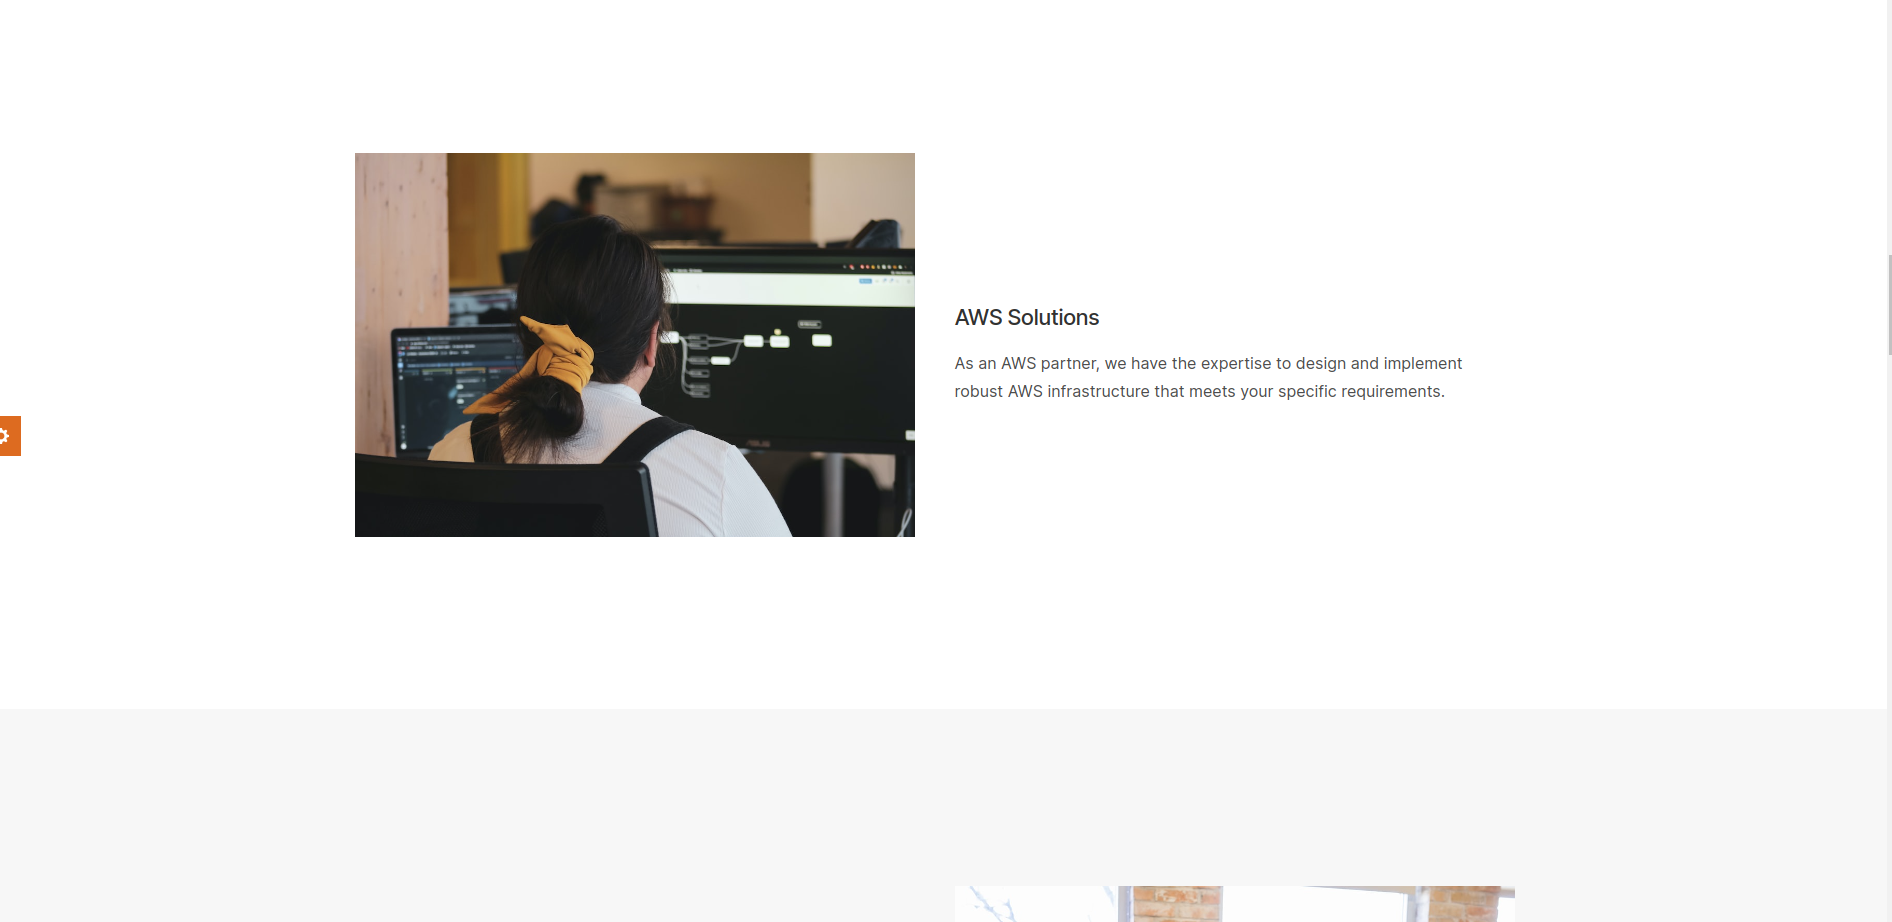 AWS Solutions
As an AWS partner, we have the expertise to design and implement
robust AWS infrastructure that meets your specific requirements.